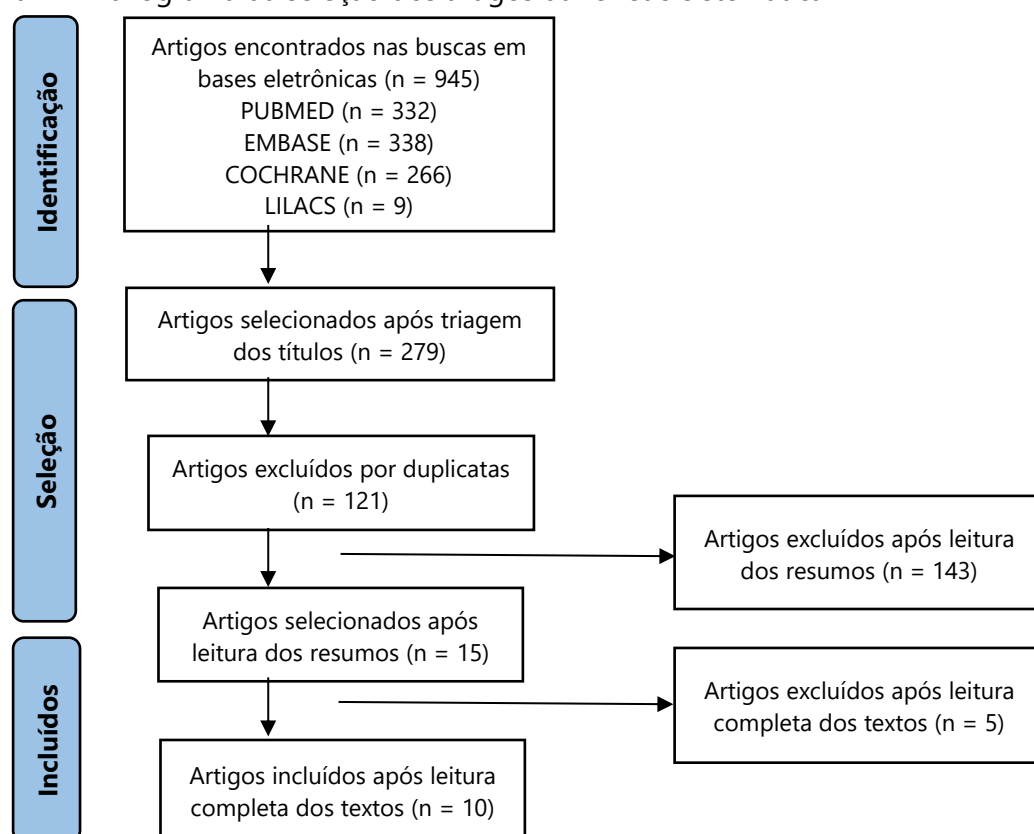 Identificação
Artigos encontrados nas buscas em
bases eletrônicas (n = 945)
PUBMED (n = 332)
EMBASE (n = 338)
COCHRANE (n = 266)
LILACS (n = 9)
Seleção
Artigos selecionados após triagem
dos títulos (n = 279)
Artigos excluídos por duplicatas
(n = 121)
Artigos excluídos após leitura
dos resumos (n = 143)
Artigos selecionados após
leitura dos resumos (n = 15)
Incluídos
Artigos excluídos após leitura
completa dos textos (n = 5)
Artigos incluídos após leitura
completa dos textos (n = 10)